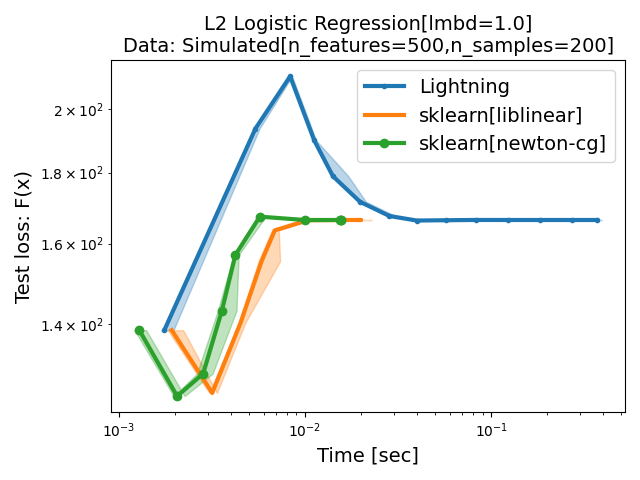 L2 Logistic Regression[lmbd=1.0]
Data: Simulated[n_features=500,n_samples=200]
Lightning
sklearn[liblinear]
sklearn[newton-cg]
Test loss: F(x)
2 × 10²
1.8 × 10²
1.6 × 10²
1.4 × 10²
10⁻³
10⁻²
10⁻¹
Time [sec]